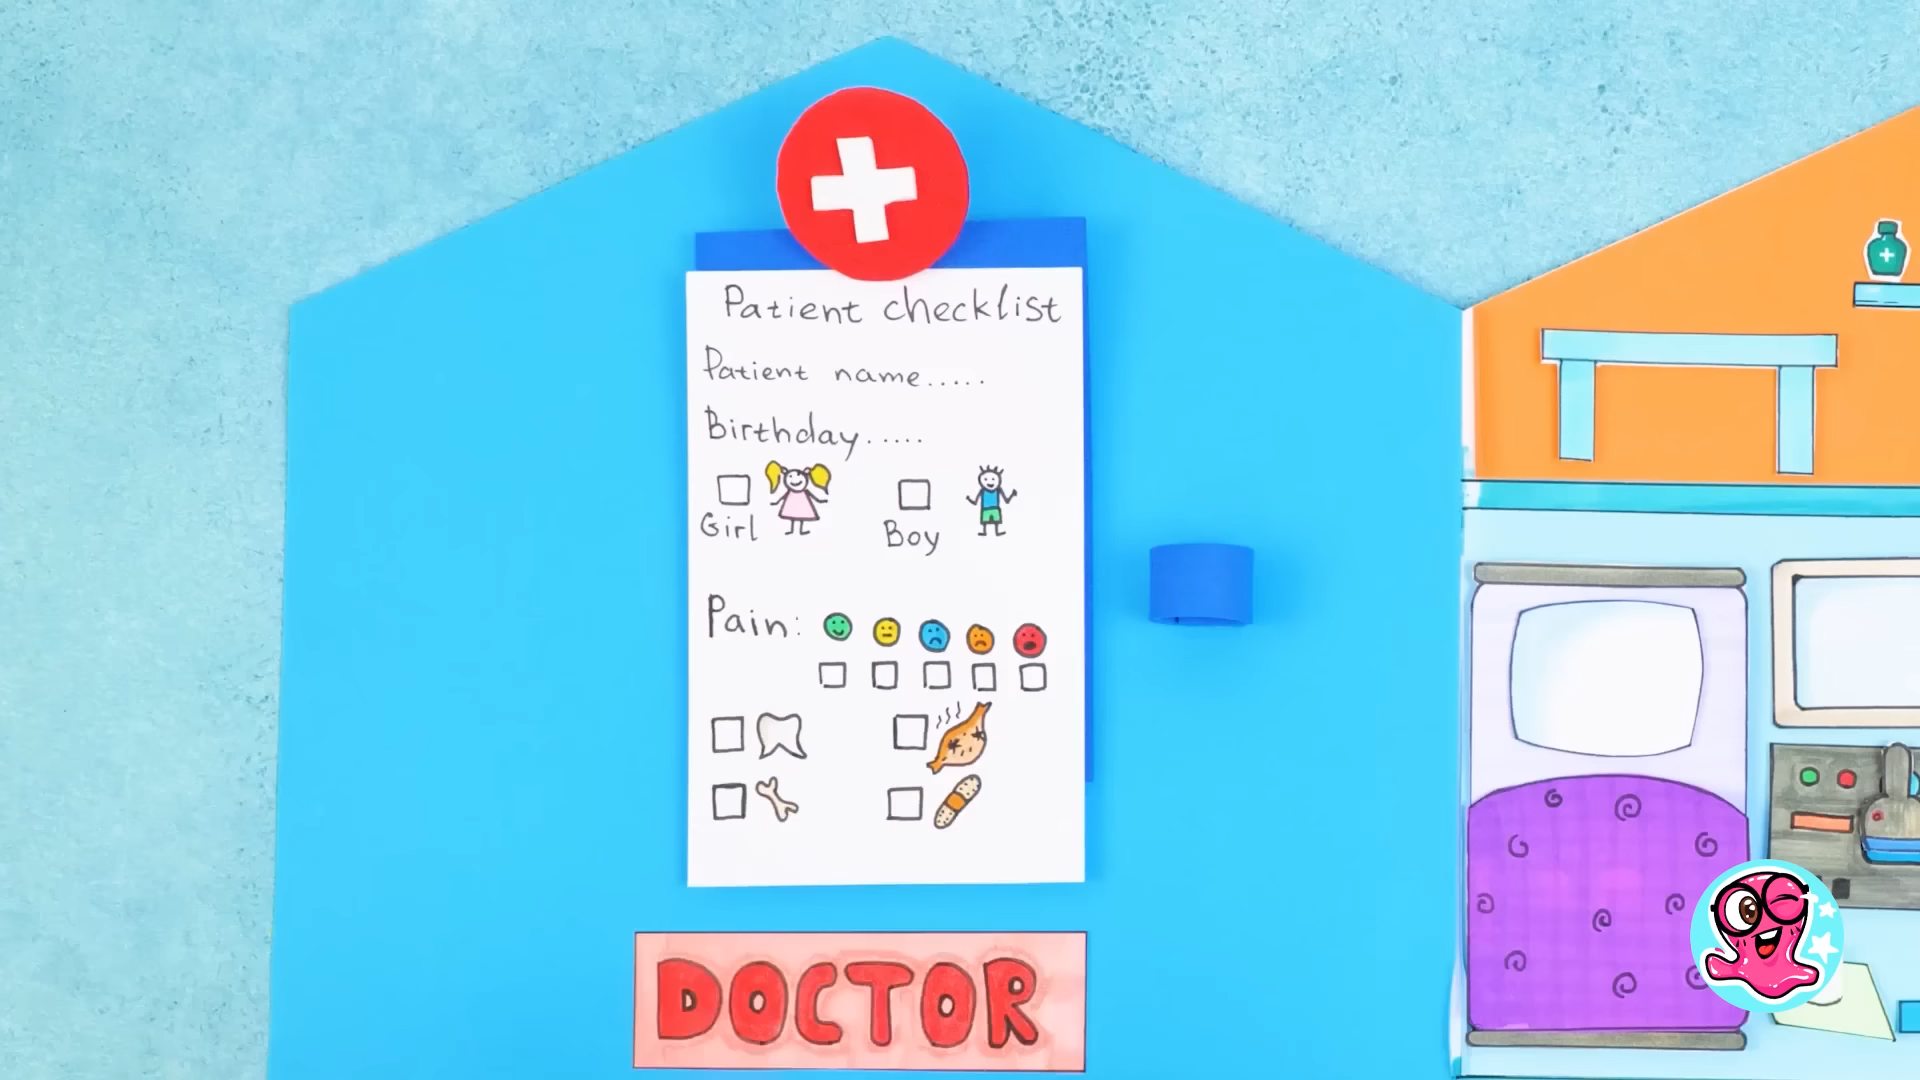 Patient checklist
Patient name.....
Birthday.....
Girl Boy
Pain:
DOCTOR